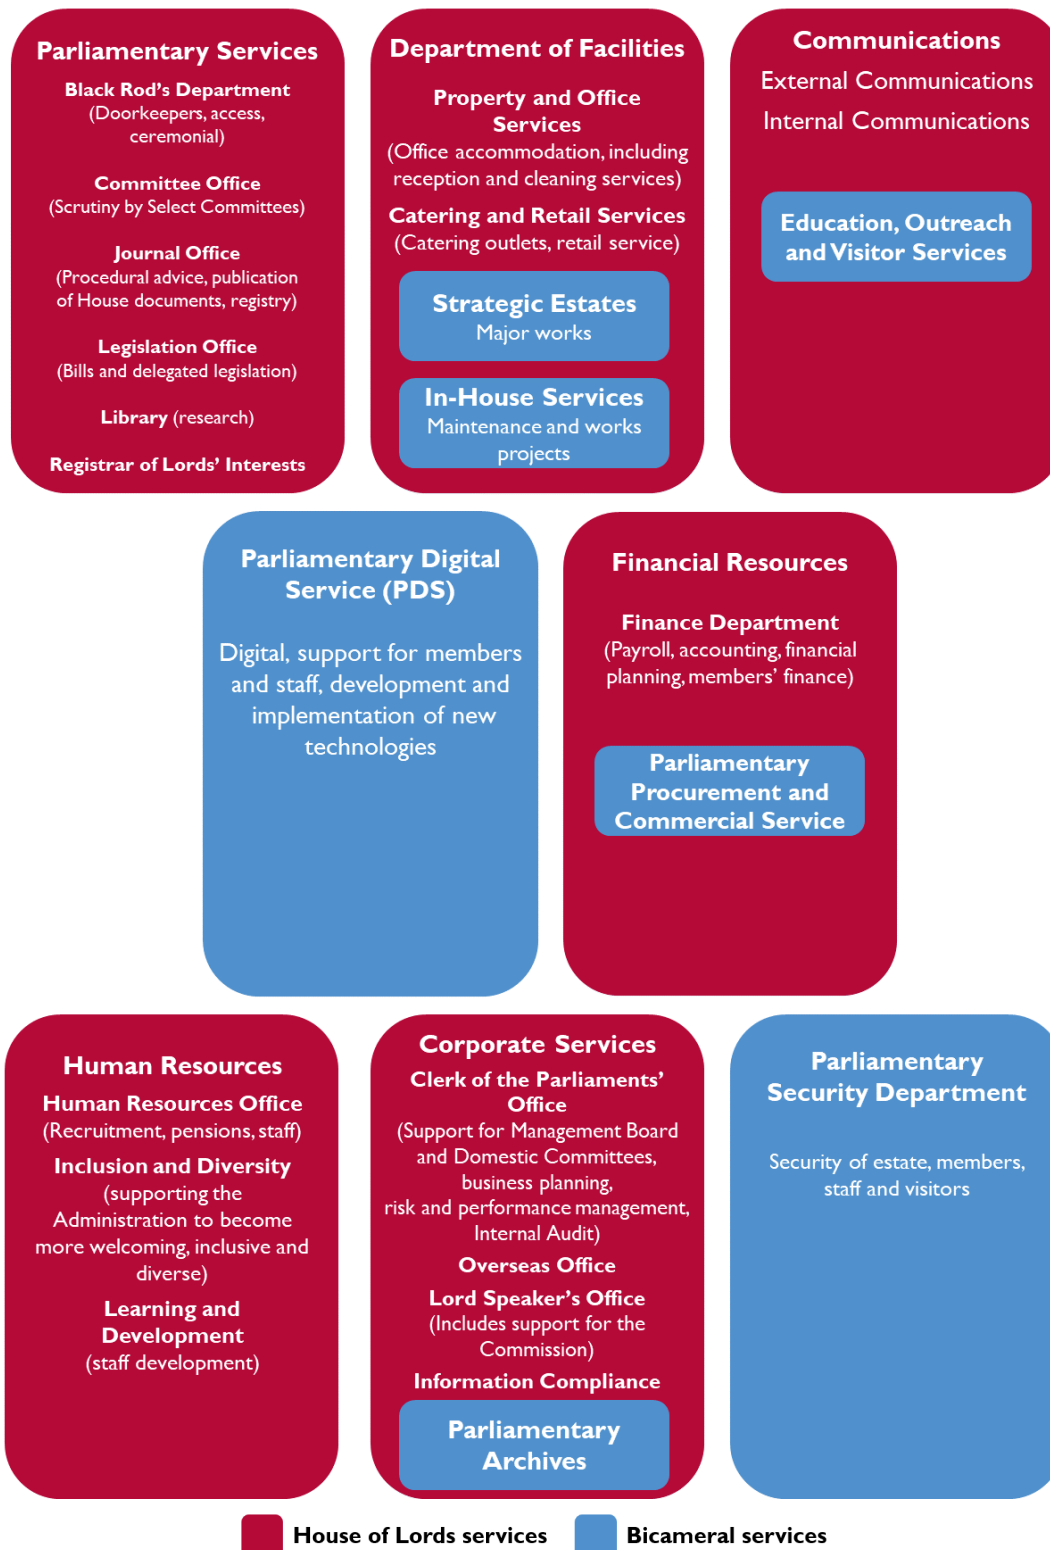 Parliamentary Services
Black Rod’s Department
(Doorkeepers, access,
ceremonial)
Committee Office
(Scrutiny by Select Committees)
Journal Office
(Procedural advice, publication
of House documents, registry)
Legislation Office
(Bills and delegated legislation)
Library (research)
Registrar of Lords’ Interests
Department of Facilities
Property and Office
Services
(Office accommodation, including
reception and cleaning services)
Catering and Retail Services
(Catering outlets, retail service)
Strategic Estates
Major works
In-House Services
Maintenance and works
projects
Communications
External Communications
Internal Communications
Education, Outreach
and Visitor Services
Parliamentary Digital
Service (PDS)
Digital, support for members
and staff, development and
implementation of new
technologies
Financial Resources
Finance Department
(Payroll, accounting, financial
planning, members’ finance)
Parliamentary
Procurement and
Commercial Service
Human Resources
Human Resources Office
(Recruitment, pensions, staff)
Inclusion and Diversity
(supporting the
Administration to become
more welcoming, inclusive and
diverse)
Learning and
Development
(staff development)
Corporate Services
Clerk of the Parliaments’
Office
(Support for Management Board
and Domestic Committees,
business planning,
risk and performance management,
Internal Audit)
Overseas Office
Lord Speaker’s Office
(Includes support for the
Commission)
Information Compliance
Parliamentary
Archives
Parliamentary
Security Department
Security of estate, members,
staff and visitors
House of Lords services
Bicameral services